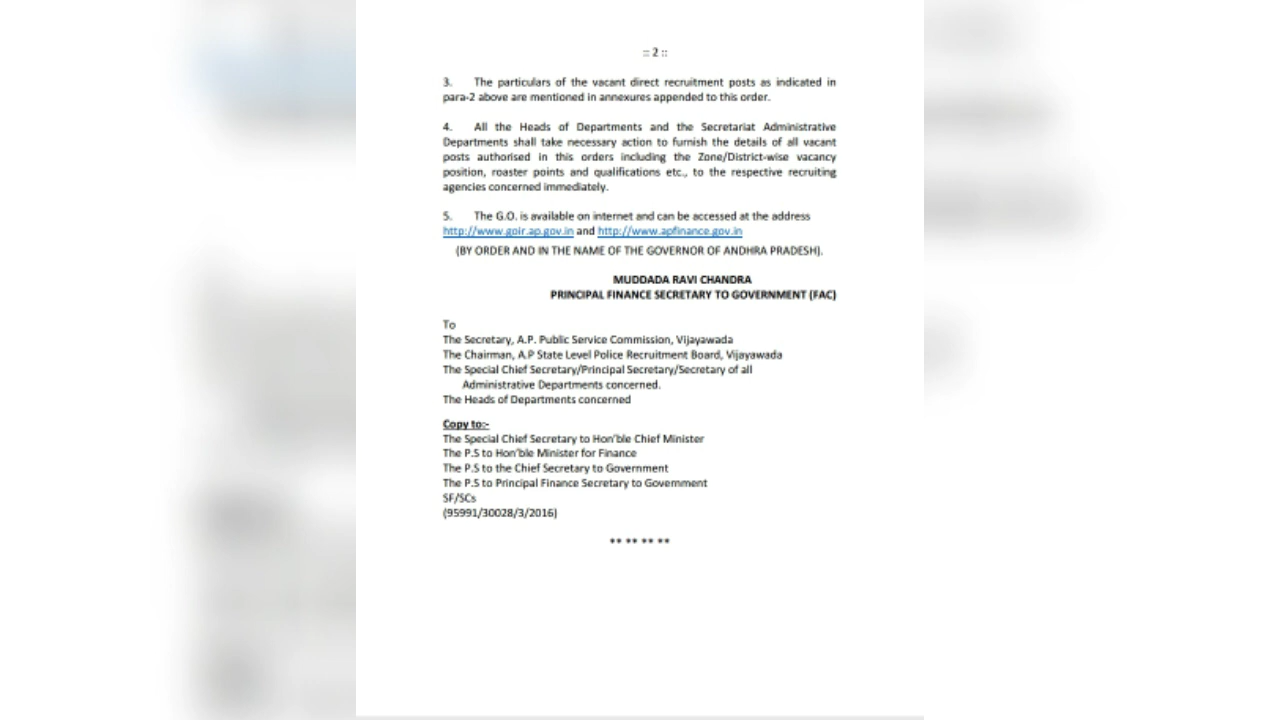 :: 2 ::
3. The particulars of the vacant direct recruitment posts as indicated in
para-2 above are mentioned in annexures appended to this order.
4. All the Heads of Departments and the Secretariat Administrative
Departments shall take necessary action to furnish the details of all vacant
posts authorised in this orders including the Zone/District-wise vacancy
position, roaster points and qualifications etc., to the respective recruiting
agencies concerned immediately.
5. The G.O. is available on internet and can be accessed at the address
http://www.goir.ap.gov.in and http://www.apfinance.gov.in
(BY ORDER AND IN THE NAME OF THE GOVERNOR OF ANDHRA PRADESH).
MUDDADA RAVI CHANDRA
PRINCIPAL FINANCE SECRETARY TO GOVERNMENT (FAC)
To
The Secretary, A.P. Public Service Commission, Vijayawada
The Chairman, A.P State Level Police Recruitment Board, Vijayawada
The Special Chief Secretary/Principal Secretary/Secretary of all
Administrative Departments concerned.
The Heads of Departments concerned
Copy to:-
The Special Chief Secretary to Hon'ble Chief Minister
The P.S to Hon'ble Minister for Finance
The P.S to the Chief Secretary to Government
The P.S to Principal Finance Secretary to Government
SF/SCs
(95991/30028/3/2016)
** ** ** **